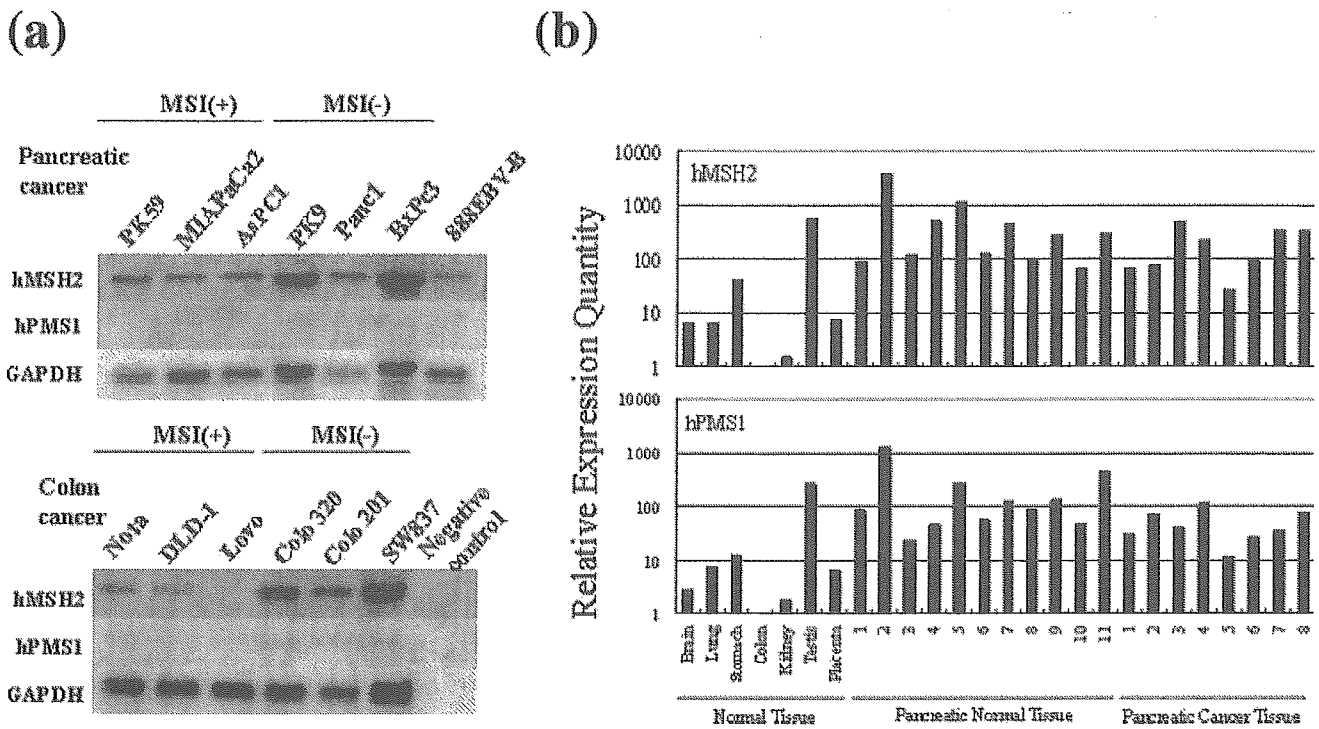 (a)
MSI(+) MSI(-)
Pancreatic
cancer
PK59 MIAPaCa2 AsPC1 PK9 Panc1 BxPc3 888EBV-B
hMSH2
hPMS1
GAPDH
MSI(+) MSI(-)
Colon
cancer
Nota DLD-1 Lovo Colo 320 Colo 201 SW837 Negative
control
hMSH2
hPMS1
GAPDH
(b)
Relative Expression Quantity
hMSH2
10000
1000
100
10
1
hPMS1
10000
1000
100
10
1
Brain Lung Stomach Colon Kidney Testis Placenta 1 2 3 4 5 6 7 8 9 10 11 1 2 3 4 5 6 7 8
Normal Tissue Pancreatic Normal Tissue Pancreatic Cancer Tissue